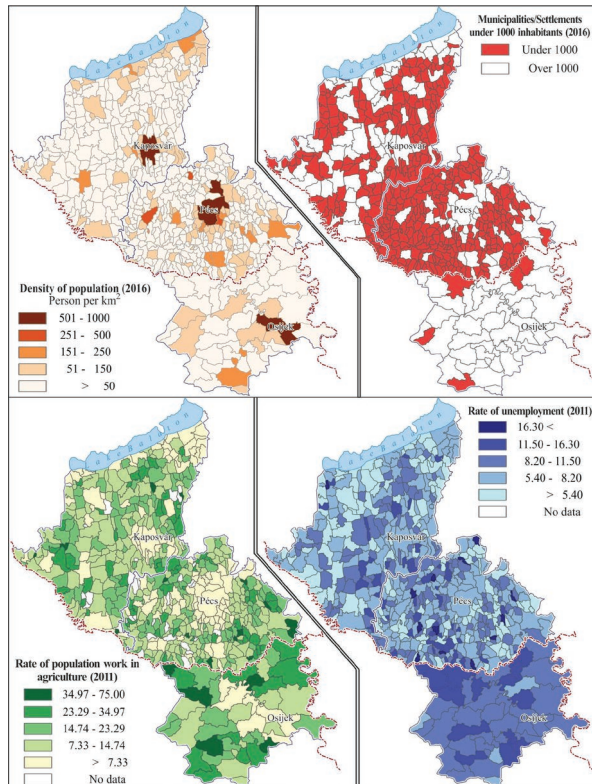 Balaton
Kaposvár
Pécs
Osijek
Density of population (2016)
Person per km²
501 - 1000
251 - 500
151 - 250
51 - 150
> 50
Balaton
Municipalities/Settlements
under 1000 inhabitants (2016)
Under 1000
Over 1000
Kaposvár
Pécs
Osijek
Balaton
Kaposvár
Pécs
Osijek
Rate of population work in
agriculture (2011)
34.97 - 75.00
23.29 - 34.97
14.74 - 23.29
7.33 - 14.74
> 7.33
No data
Balaton
Rate of unemployment (2011)
16.30 <
11.50 - 16.30
8.20 - 11.50
5.40 - 8.20
> 5.40
No data
Kaposvár
Pécs
Osijek